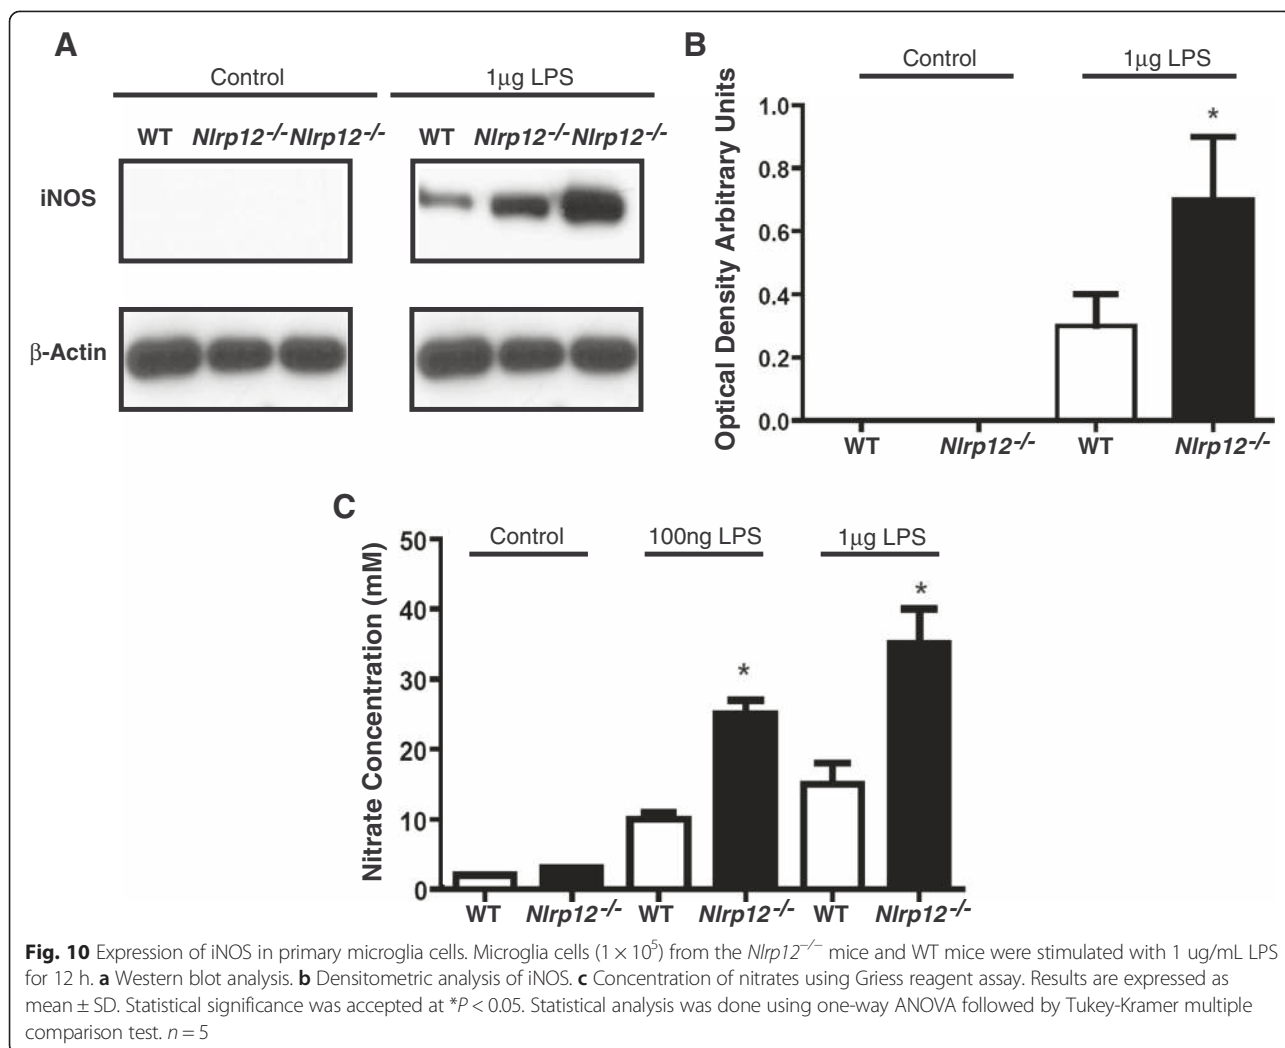 A
Control
1μg LPS
WT Nlrp12-/- Nlrp12-/-
WT Nlrp12-/- Nlrp12-/-
iNOS
β-Actin
B
Control
1μg LPS
*
Optical Density Arbitrary Units
1.0
0.8
0.6
0.4
0.2
0.0
WT
Nlrp12-/-
WT
Nlrp12-/-
C
Control
100ng LPS
1μg LPS
*
*
Nitrate Concentration (mM)
50
40
30
20
10
0
WT
Nlrp12-/-
WT
Nlrp12-/-
WT
Nlrp12-/-
Fig. 10 Expression of iNOS in primary microglia cells. Microglia cells (1 × 10⁵) from the Nlrp12⁻/⁻ mice and WT mice were stimulated with 1 ug/mL LPS
for 12 h. a Western blot analysis. b Densitometric analysis of iNOS. c Concentration of nitrates using Griess reagent assay. Results are expressed as
mean ± SD. Statistical significance was accepted at *P < 0.05. Statistical analysis was done using one-way ANOVA followed by Tukey-Kramer multiple
comparison test. n = 5